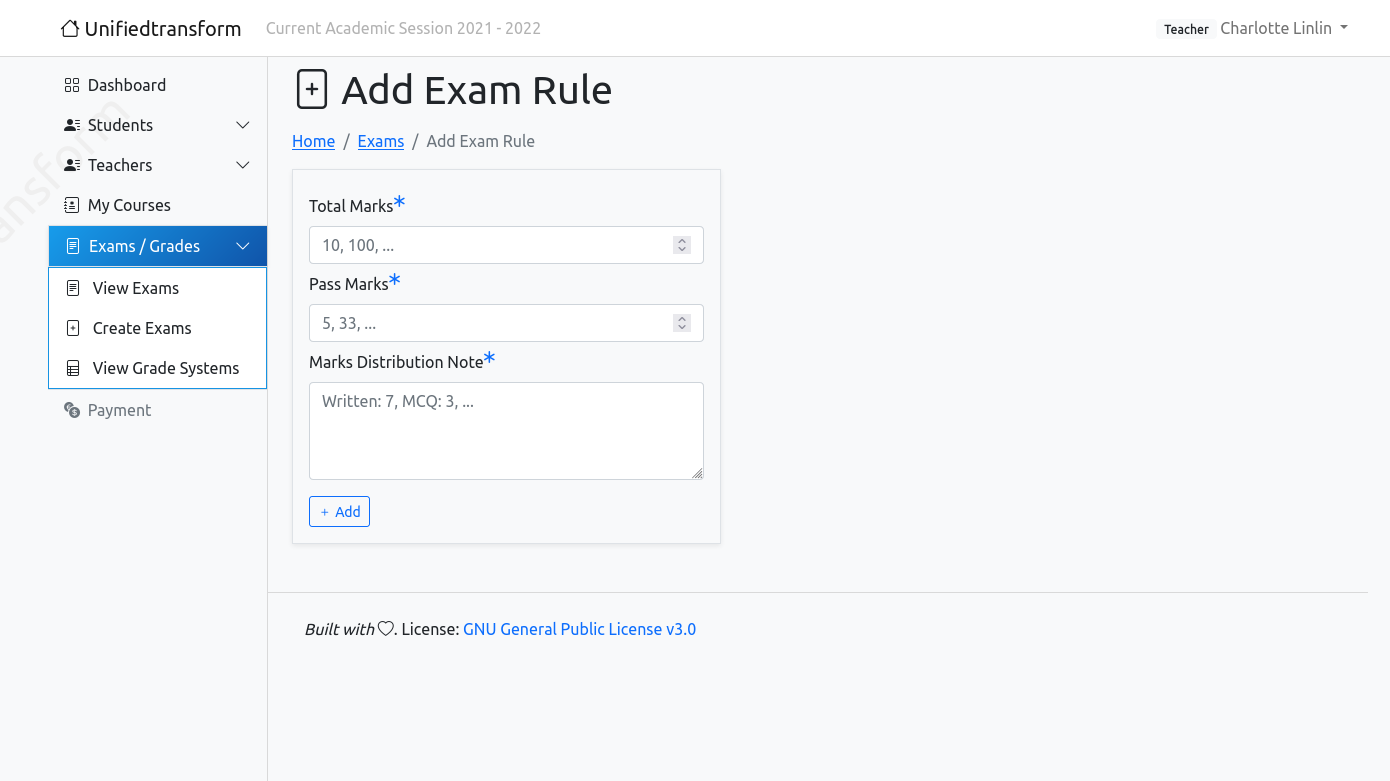 Unifiedtransform
Current Academic Session 2021 - 2022
Teacher Charlotte Linlin
Dashboard
Students
Teachers
My Courses
Exams / Grades
View Exams
Create Exams
View Grade Systems
Payment
ansform
Add Exam Rule
Home / Exams / Add Exam Rule
Total Marks*
10, 100, ...
Pass Marks*
5, 33, ...
Marks Distribution Note*
Written: 7, MCQ: 3, ...
+ Add
Built with ♡. License: GNU General Public License v3.0